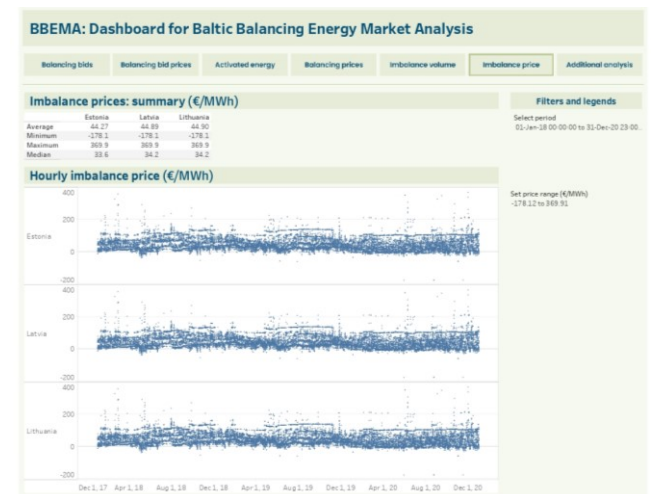 BBEMA: Dashboard for Baltic Balancing Energy Market Analysis
Balancing bids Balancing bid prices Activated energy Balancing prices Imbalance volume Imbalance price Additional analysis
Imbalance prices: summary (€/MWh)
Estonia Latvia Lithuania
Average 44.27 44.89 44.90
Minimum -178.1 -178.1 -178.1
Maximum 369.9 369.9 369.9
Median 33.6 34.2 34.2
Filters and legends
Select period
01-Jan-18 00:00:00 to 31-Dec-20 23:00..
Hourly imbalance price (€/MWh)
Set price range (€/MWh)
-178.12 to 369.91
400
200
Estonia
0
-200
400
200
Latvia
0
-200
400
200
Lithuania
0
-200
Dec 1, 17 Apr 1, 18 Aug 1, 18 Dec 1, 18 Apr 1, 19 Aug 1, 19 Dec 1, 19 Apr 1, 20 Aug 1, 20 Dec 1, 20